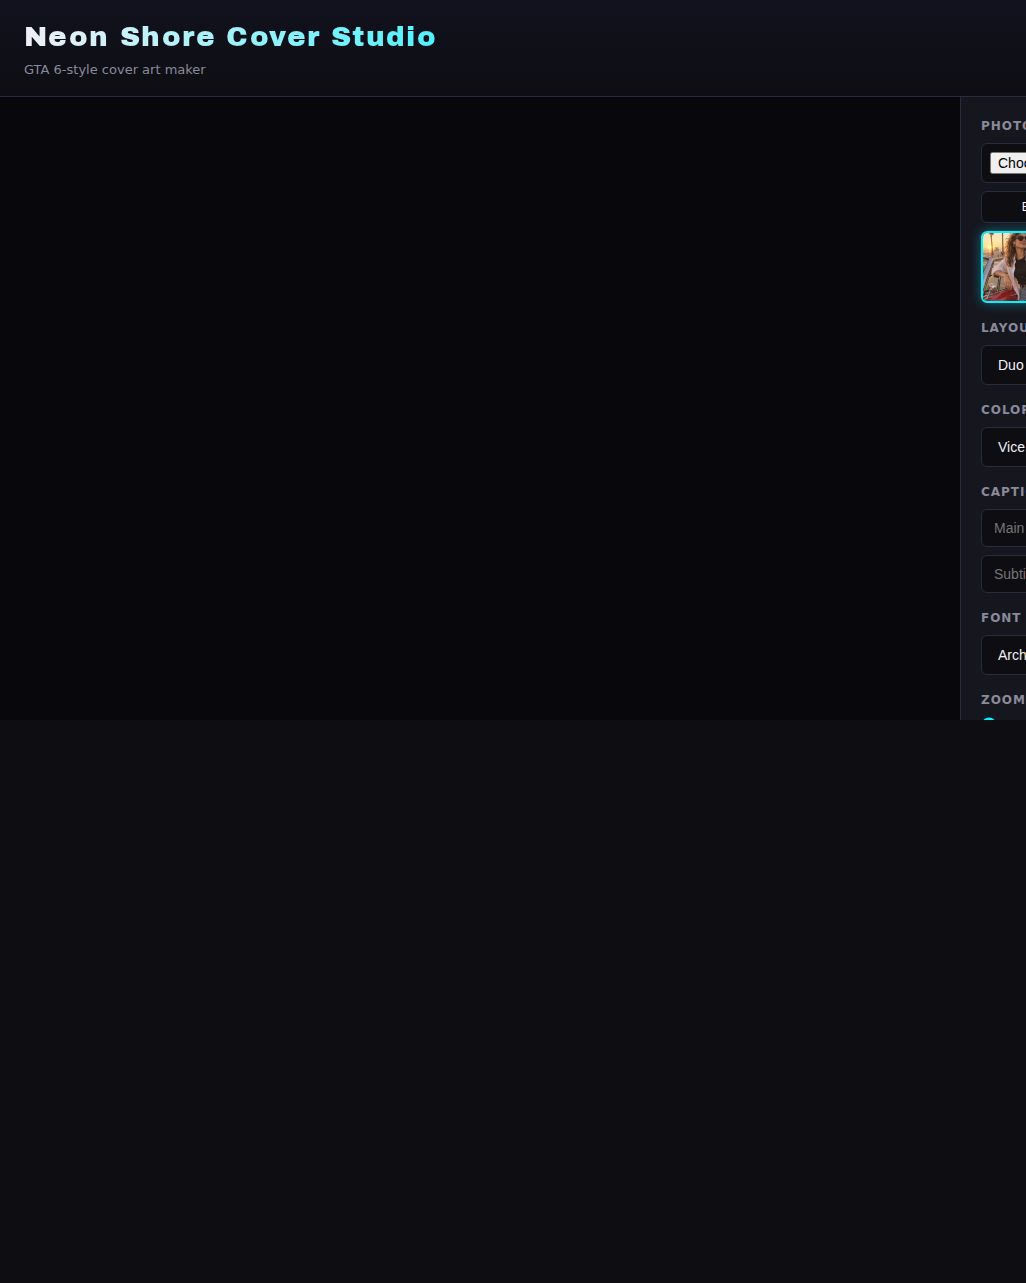 Neon Shore Cover Studio
GTA 6-style cover art maker
PHOTO
Choo
LAYOU
Duo
COLOR
Vice
CAPTI
Main
Subti
FONT
Arch
ZOOM